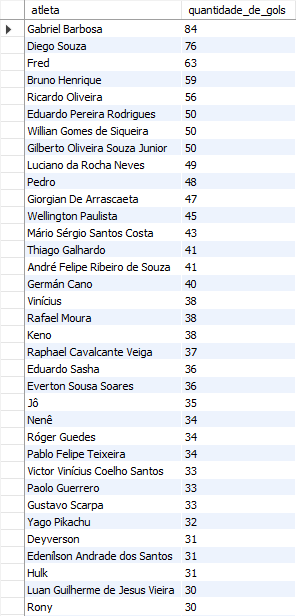 atleta quantidade_de_gols
Gabriel Barbosa 84
Diego Souza 76
Fred 63
Bruno Henrique 59
Ricardo Oliveira 56
Eduardo Pereira Rodrigues 50
Willian Gomes de Siqueira 50
Gilberto Oliveira Souza Junior 50
Luciano da Rocha Neves 49
Pedro 48
Giorgian De Arrascaeta 47
Wellington Paulista 45
Mário Sérgio Santos Costa 43
Thiago Galhardo 41
André Felipe Ribeiro de Souza 41
Germán Cano 40
Vinícius 38
Rafael Moura 38
Keno 38
Raphael Cavalcante Veiga 37
Eduardo Sasha 36
Everton Sousa Soares 36
Jô 35
Nenê 34
Róger Guedes 34
Pablo Felipe Teixeira 34
Victor Vinícius Coelho Santos 33
Paolo Guerrero 33
Gustavo Scarpa 33
Yago Pikachu 32
Deyverson 31
Edenílson Andrade dos Santos 31
Hulk 31
Luan Guilherme de Jesus Vieira 30
Rony 30